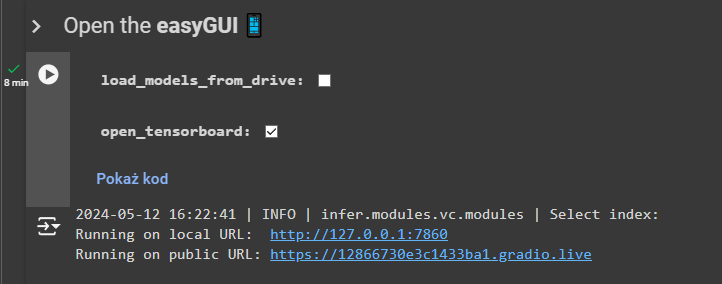 Open the easyGUI
8 min
load_models_from_drive:
open_tensorboard:
Pokaż kod
2024-05-12 16:22:41 | INFO | infer.modules.vc.modules | Select index:
Running on local URL:  http://127.0.0.1:7860
Running on public URL: https://12866730e3c1433ba1.gradio.live